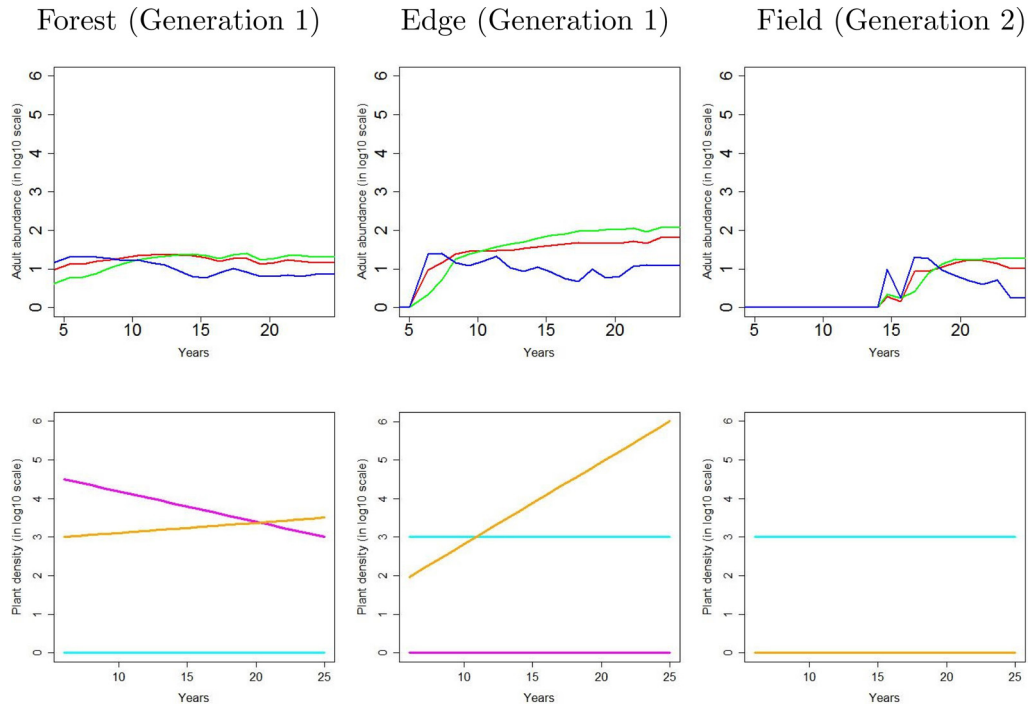 Forest (Generation 1)
Edge (Generation 1)
Field (Generation 2)
Adult abundance (in log10 scale)
6
5
4
3
2
1
0
5 10 15 20
Years
Adult abundance (in log10 scale)
6
5
4
3
2
1
0
5 10 15 20
Years
Adult abundance (in log10 scale)
6
5
4
3
2
1
0
5 10 15 20
Years
Plant density (in log10 scale)
6
5
4
3
2
1
0
10 15 20 25
Years
Plant density (in log10 scale)
6
5
4
3
2
1
0
10 15 20 25
Years
Plant density (in log10 scale)
6
5
4
3
2
1
0
10 15 20 25
Years